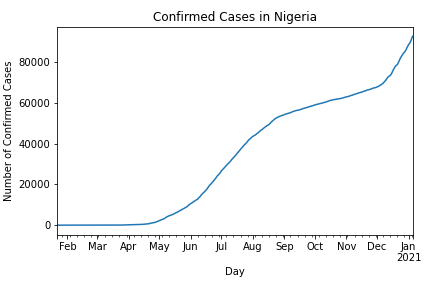 Confirmed Cases in Nigeria
Number of Confirmed Cases
80000
60000
40000
20000
0
Feb Mar Apr May Jun Jul Aug Sep Oct Nov Dec Jan
2021
Day